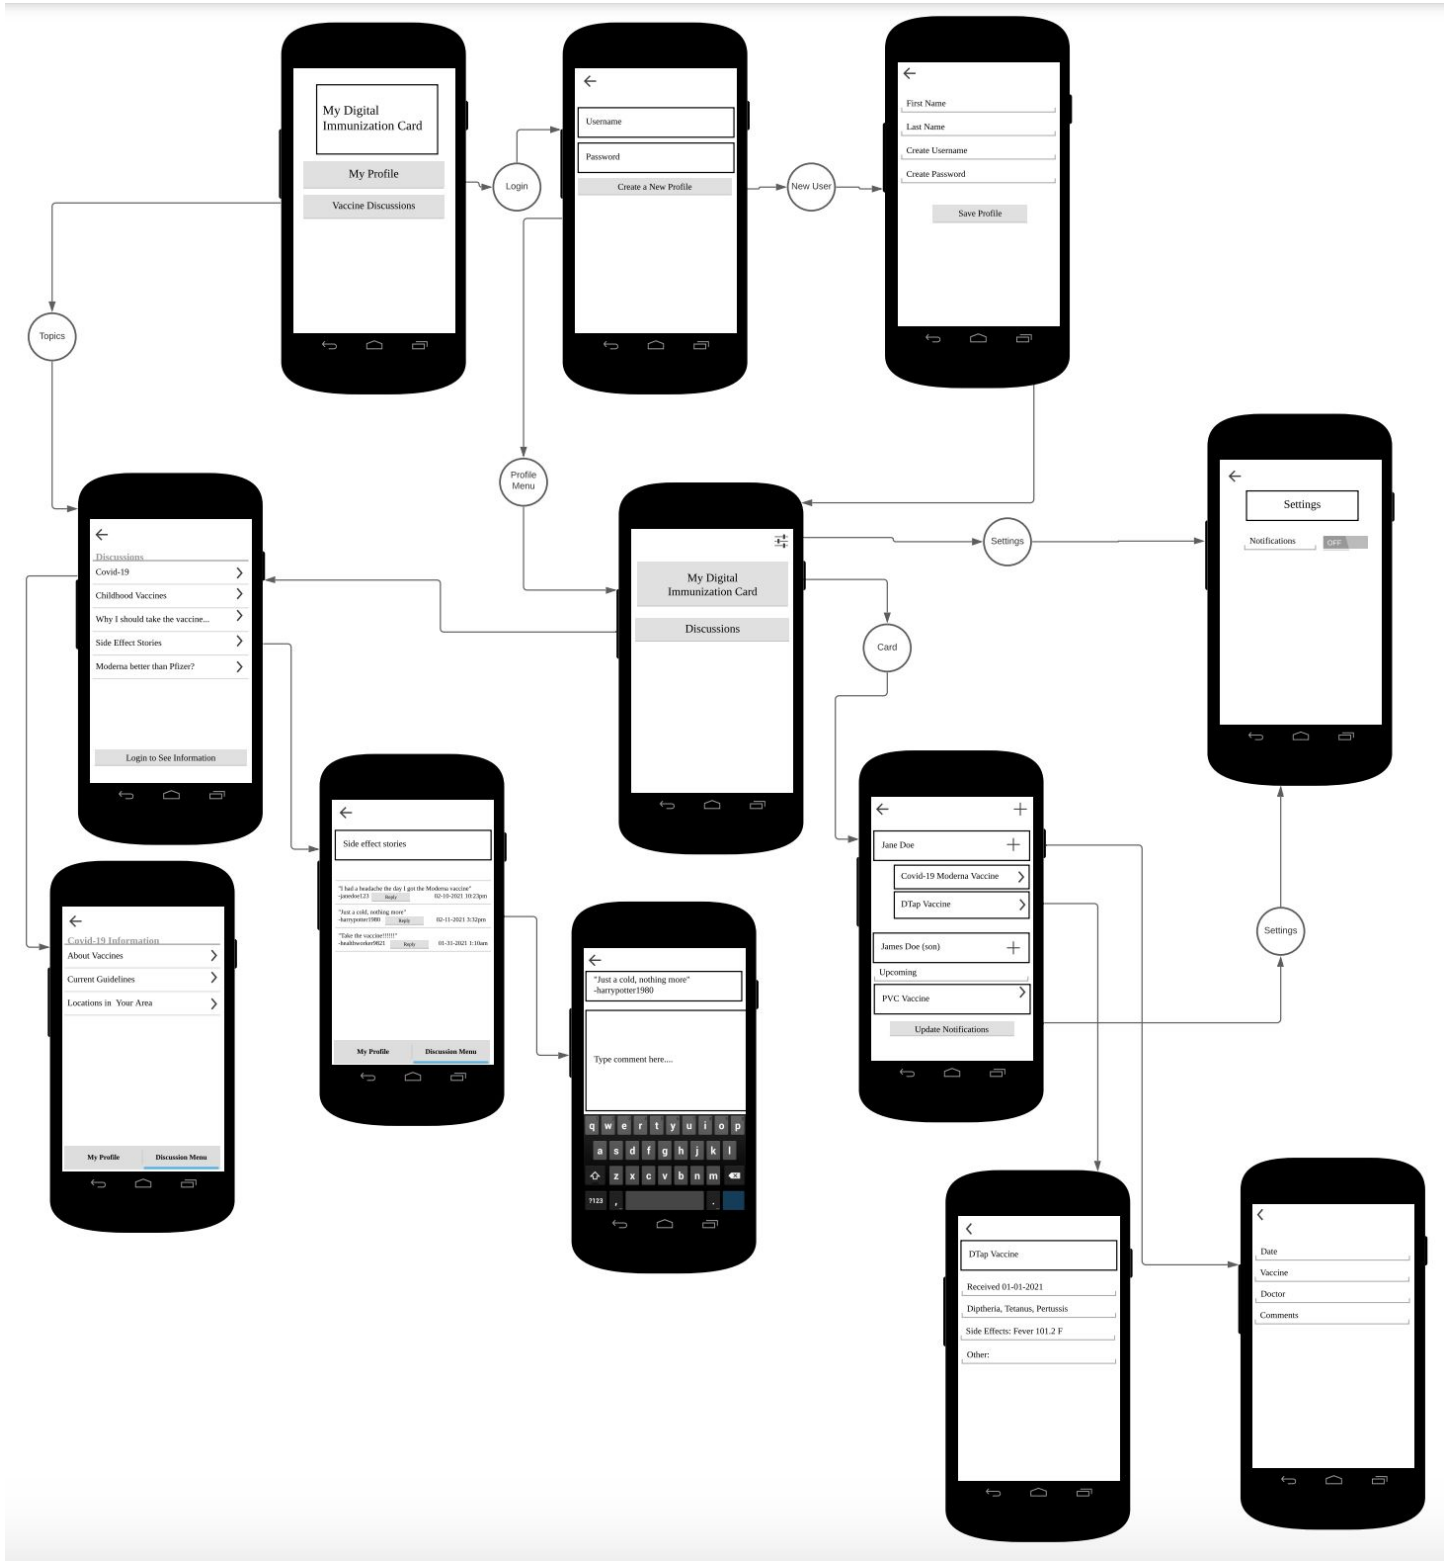 My Digital
Immunization Card
My Profile
Vaccine Discussions
Login
Username
Password
Create a New Profile
New User
First Name
Last Name
Create Username
Create Password
Save Profile
Topics
Profile
Menu
Discussions
Covid-19
Childhood Vaccines
Why I should take the vaccine...
Side Effect Stories
Moderna better than Pfizer?
Login to See Information
My Digital
Immunization Card
Discussions
Settings
Settings
Notifications
OFF
Card
Covid-19 Information
About Vaccines
Current Guidelines
Locations in Your Area
My Profile
Discussion Menu
Side effect stories
"I had a headache the day I got the Moderna vaccine"
-janedoe123 Reply 02-10-2021 10:23pm
"Just a cold, nothing more"
-harrypotter1980 Reply 02-11-2021 3:32pm
"Take the vaccine!!!!!!"
-healthworker9821 Reply 01-31-2021 1:10am
My Profile
Discussion Menu
"Just a cold, nothing more"
-harrypotter1980
Type comment here....
q w e r t y u i o p
a s d f g h j k l
z x c v b n m
?123 , .
Jane Doe
Covid-19 Moderna Vaccine
DTap Vaccine
James Doe (son)
Upcoming
PVC Vaccine
Update Notifications
Settings
DTap Vaccine
Received 01-01-2021
Diptheria, Tetanus, Pertussis
Side Effects: Fever 101.2 F
Other:
Date
Vaccine
Doctor
Comments